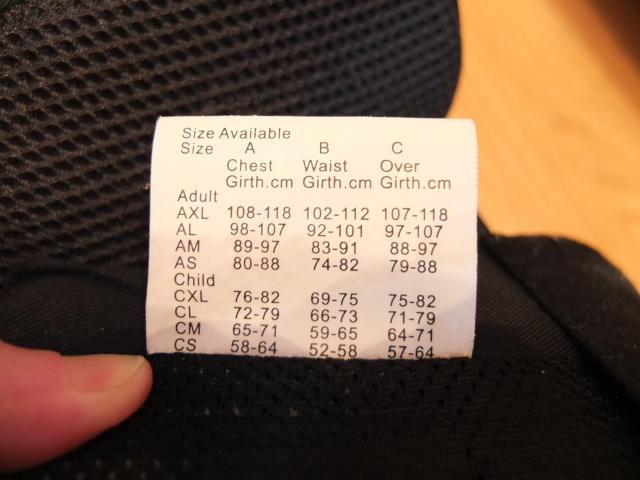 Size Available
Size A B C
Chest Waist Over
Girth.cm Girth.cm Girth.cm
Adult
AXL 108-118 102-112 107-118
AL 98-107 92-101 97-107
AM 89-97 83-91 88-97
AS 80-88 74-82 79-88
Child
CXL 76-82 69-75 75-82
CL 72-79 66-73 71-79
CM 65-71 59-65 64-71
CS 58-64 52-58 57-64